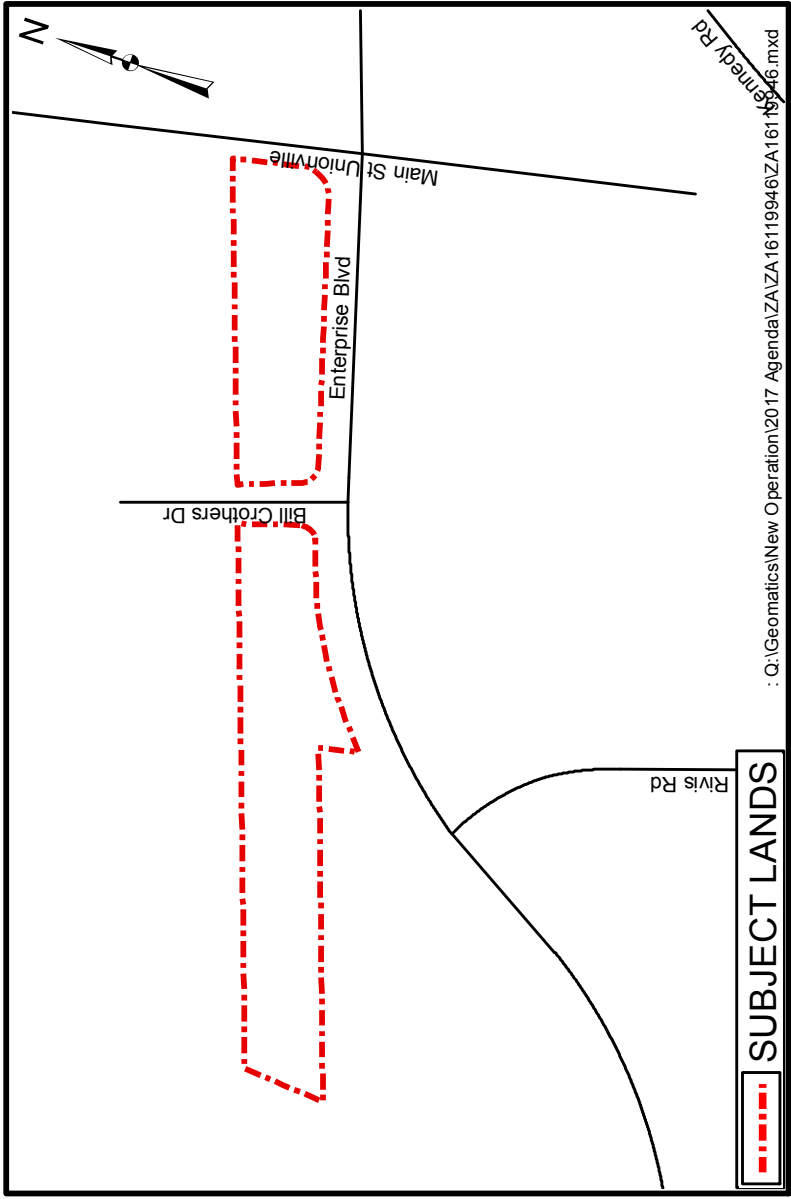 N
Kennedy Rd
Main St Unionville
Enterprise Blvd
Bill Crothers Dr
Rivis Rd
: Q:\Geomatics\New Operation\2017 Agenda\ZA\ZA16119946\ZA16119946.mxd
SUBJECT LANDS